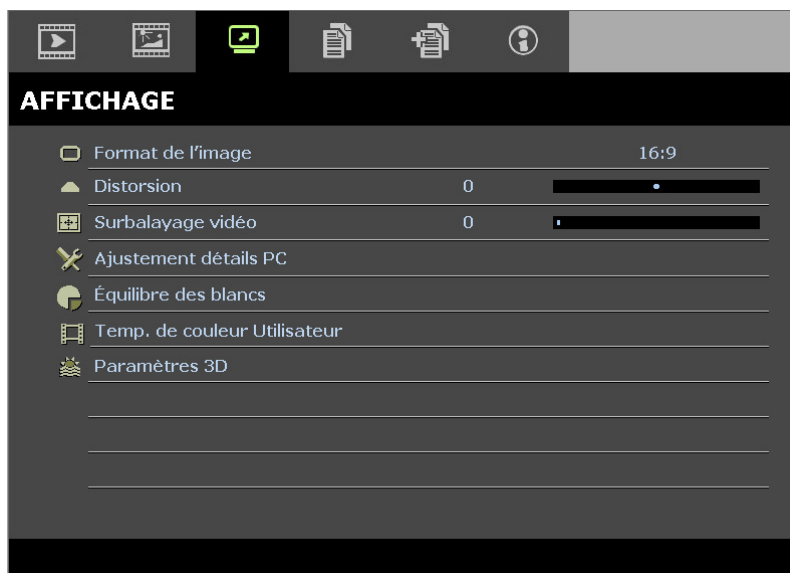 AFFICHAGE
Format de l'image 16:9
Distorsion 0
Surbalayage vidéo 0
Ajustement détails PC
Équilibre des blancs
Temp. de couleur Utilisateur
Paramètres 3D